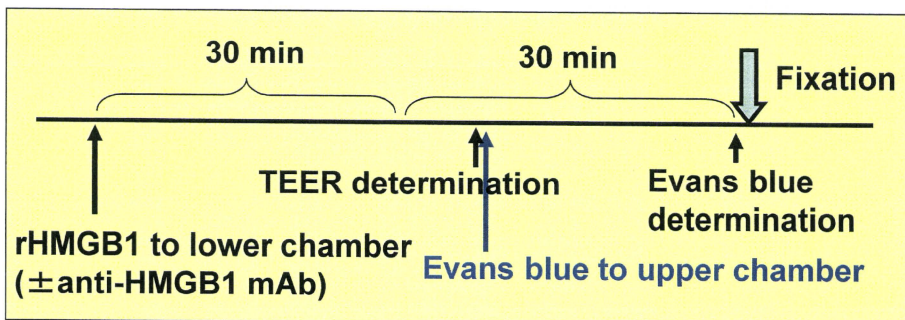 30 min
30 min
Fixation
TEER determination
Evans blue
determination
rHMGB1 to lower chamber
(±anti-HMGB1 mAb)
Evans blue to upper chamber